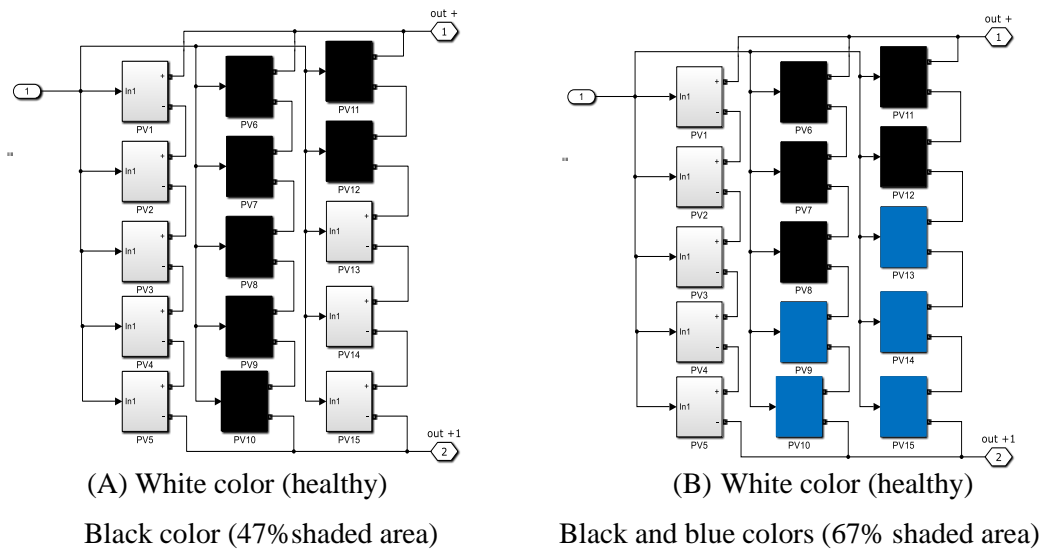 out +
1
1
In1
+
-
PV1
In1
+
-
PV2
In1
+
-
PV3
In1
+
-
PV4
In1
+
-
PV5
PV6
PV7
PV8
PV9
PV10
PV11
PV12
In1
+
-
PV13
In1
+
-
PV14
In1
+
-
PV15
out +1
2
(A) White color (healthy)
Black color (47%shaded area)
out +
1
1
In1
+
-
PV1
In1
+
-
PV2
In1
+
-
PV3
In1
+
-
PV4
In1
+
-
PV5
PV6
PV7
PV8
PV9
PV10
PV11
PV12
PV13
PV14
PV15
out +1
2
(B) White color (healthy)
Black and blue colors (67% shaded area)